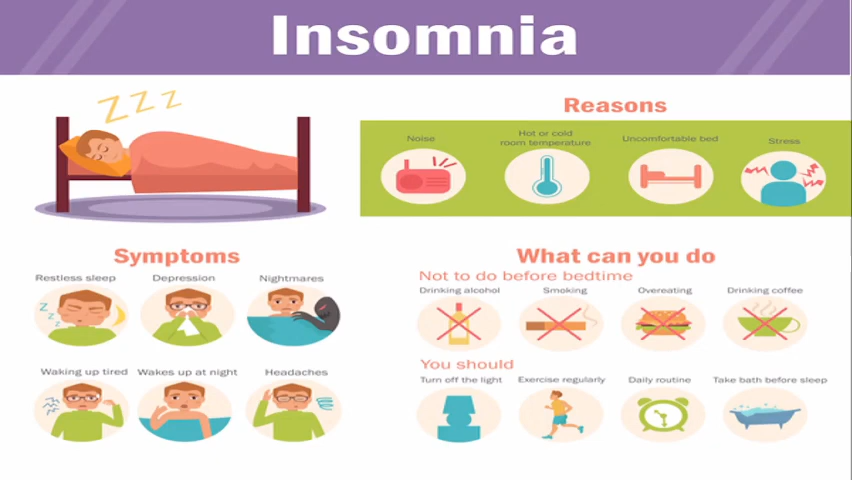 Insomnia
Z Z Z
Reasons
Noise
Hot or cold
room temperature
Uncomfortable bed
Stress
Symptoms
Restless sleep
Depression
Nightmares
Z
Z
Z
Waking up tired
Wakes up at night
Headaches
What can you do
Not to do before bedtime
Drinking alcohol
Smoking
Overeating
Drinking coffee
You should
Turn off the light
Exercise regularly
Daily routine
Take bath before sleep